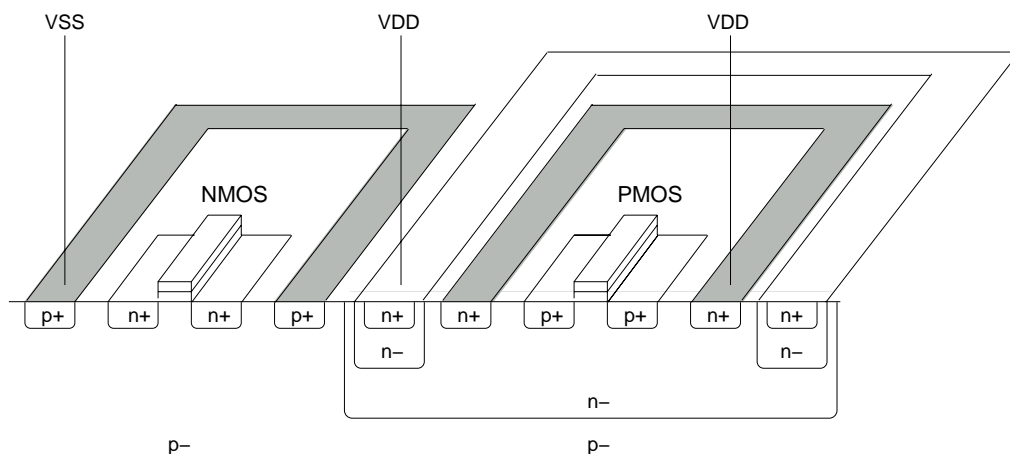 VSS VDD VDD
NMOS PMOS
p+ n+ n+ p+ n+ n+ p+ p+ n+ n+
n− n−
n−
p− p−